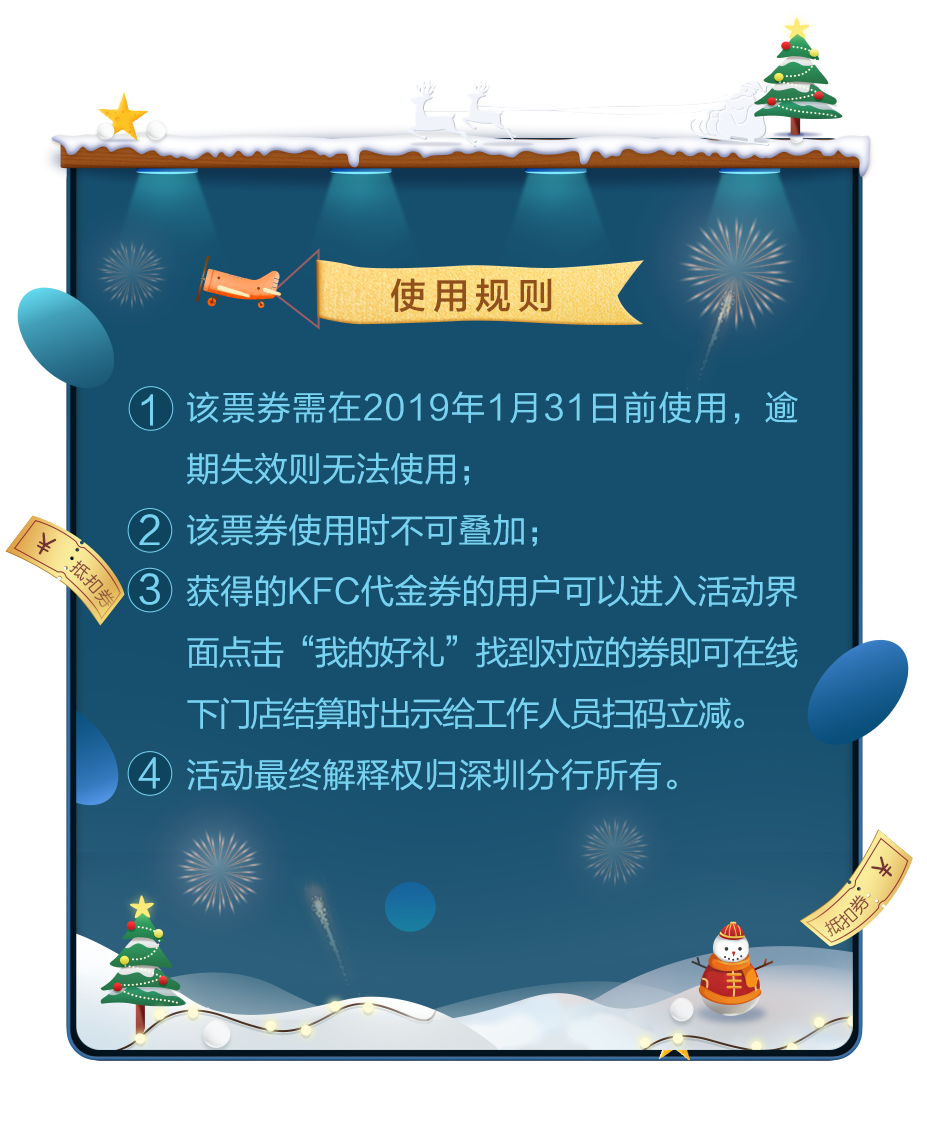 使用规则
① 该票券需在2019年1月31日前使用，逾
期失效则无法使用；
② 该票券使用时不可叠加；
③ 获得的KFC代金券的用户可以进入活动界
面点击“我的好礼”找到对应的券即可在线
下门店结算时出示给工作人员扫码立减。
④ 活动最终解释权归深圳分行所有。
¥ 抵扣券
¥ 抵扣券